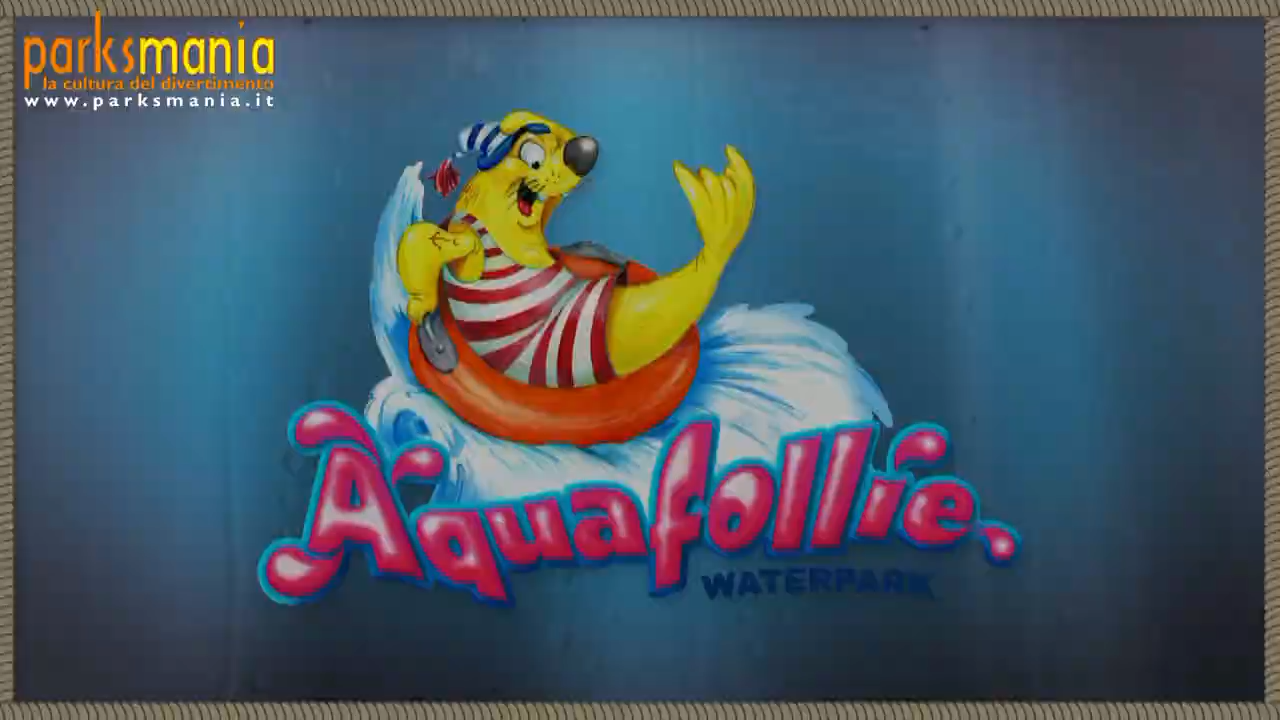 parksmania
la cultura del divertimento
www.parksmania.it
Aquafollie
WATERPARK